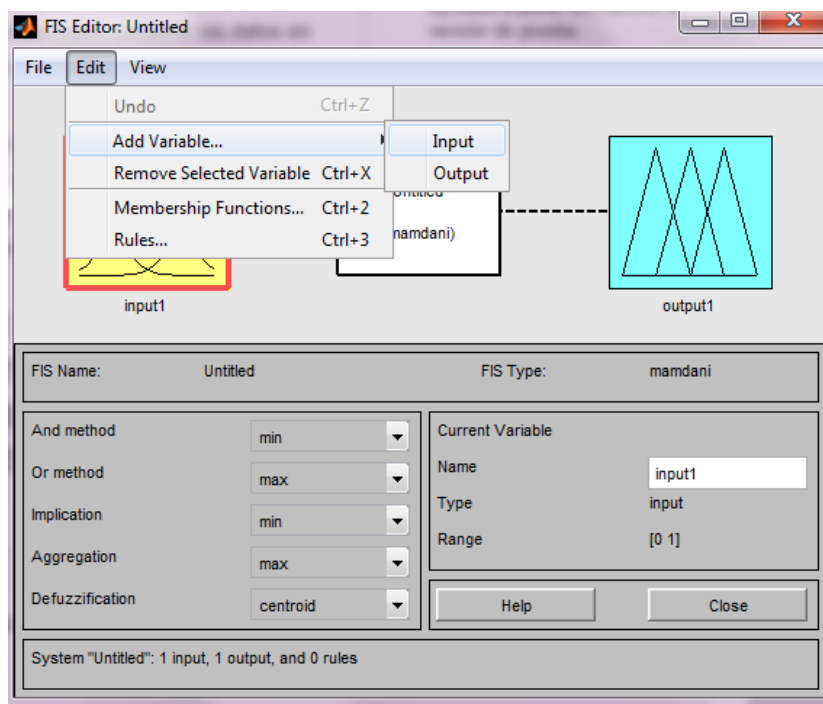 FIS Editor: Untitled
File Edit View
Undo Ctrl+Z
Add Variable...
Input
Output
Remove Selected Variable Ctrl+X
Membership Functions... Ctrl+2
Rules... Ctrl+3
input1
output1
FIS Name: Untitled
FIS Type: mamdani
And method min
Or method max
Implication min
Aggregation max
Defuzzification centroid
Current Variable
Name input1
Type input
Range [0 1]
Help
Close
System "Untitled": 1 input, 1 output, and 0 rules